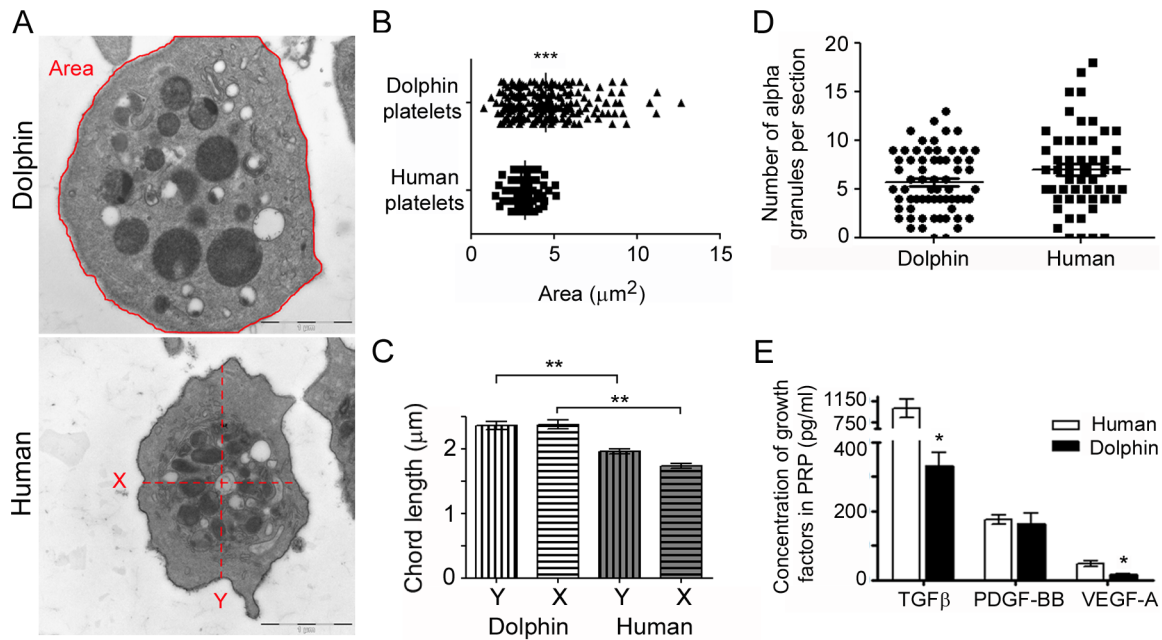 A
Dolphin
Area
1 µm
Human
X
Y
B
***
Dolphin
platelets
Human
platelets
0
5
10
15
Area (μm²)
C
**
**
Chord length (μm)
2
1
0
Y
X
Y
X
Dolphin
Human
D
Number of alpha
granules per section
20
15
10
5
0
Dolphin
Human
E
Concentration of growth
factors in PRP (pg/ml)
1150
750
400
200
0
Human
Dolphin
*
*
TGFβ
PDGF-BB
VEGF-A